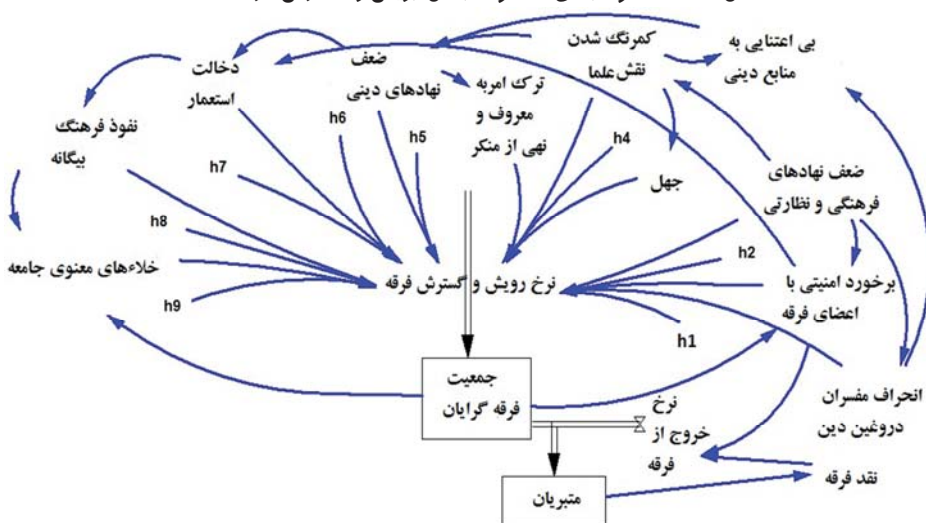 بی اعتنایی به
منابع دینی
کمرنگ شدن
نقش علما
ضعف
نهادهای دینی
دخالت
استعمار
ترک امربه
معروف و
نهی از منکر
نفوذ فرهنگ
بیگانه
h6
h5
h4
h7
جهل
ضعف نهادهای
فرهنگی و نظارتی
h8
h2
خلاءهای معنوی جامعه
نرخ رویش و گسترش فرقه
برخورد امنیتی با
اعضای فرقه
h9
h1
جمعیت
فرقه گرایان
انحراف مفسران
دروغین دین
نرخ
خروج از
فرقه
نقد فرقه
متبریان